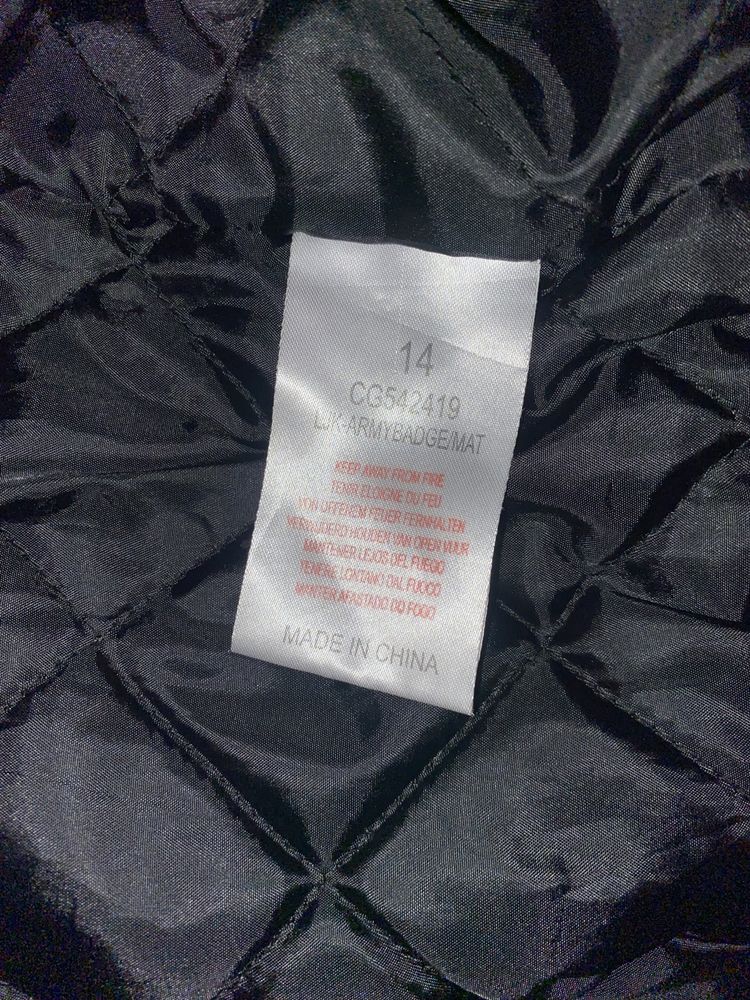 14
CG542419
LJK-ARMYBADGE/MAT
KEEP AWAY FROM FIRE
TENIR ELOIGNE DU FEU
VON OFFENEM FEUER FERNHALTEN
VERWIJDERD HOUDEN VAN OPEN VUUR
MANTENER LEJOS DEL FUEGO
TENERE LONTANO DAL FUOCO
MANTER AFASTADO DO FOGO
MADE IN CHINA